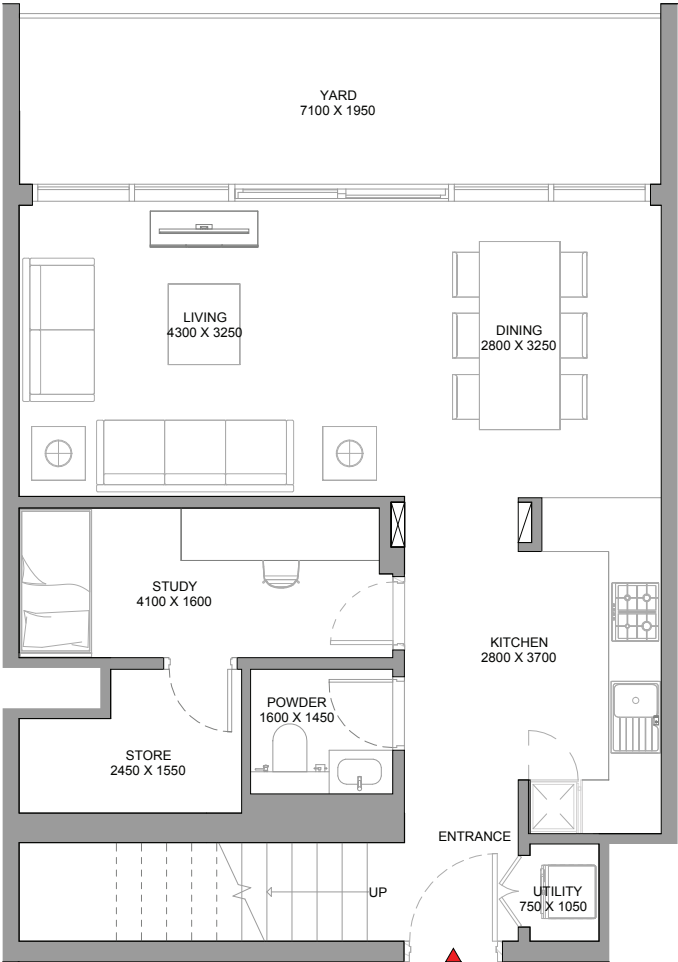 YARD
7100 X 1950
LIVING
4300 X 3250
DINING
2800 X 3250
STUDY
4100 X 1600
KITCHEN
2800 X 3700
POWDER
1600 X 1450
STORE
2450 X 1550
ENTRANCE
UP
UTILITY
750 X 1050